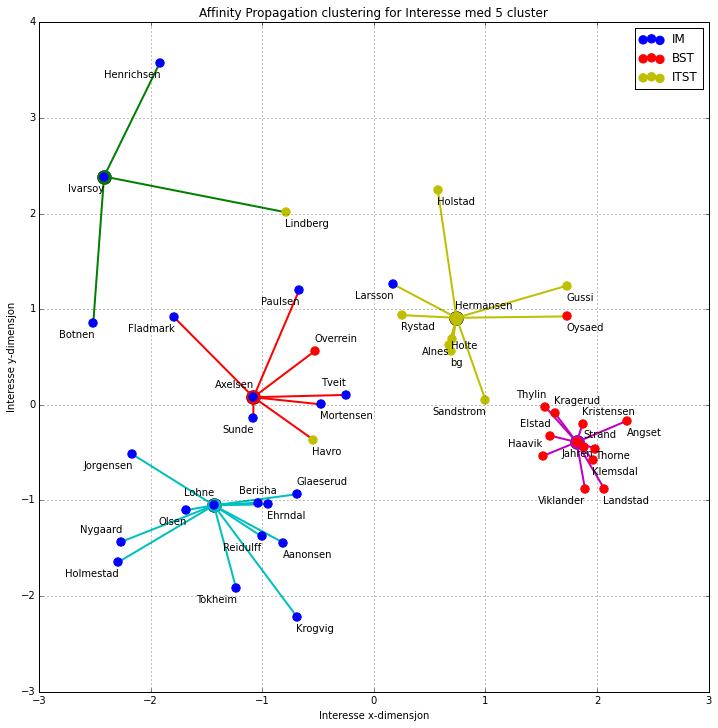 Affinity Propagation clustering for Interesse med 5 cluster
4
3
2
1
0
−1
−2
−3
Interesse y-dimensjon
IM
BST
ITST
Henrichsen
Ivarsoy
Lindberg
Holstad
Paulsen
Larsson
Hermansen
Gussi
Fladmark
Botnen
Rystad
Oysaed
Overrein
Alnes
Holte
bg
Axelsen
Tveit
Mortensen
Sunde
Sandstrom
Havro
Thylin
Kragerud
Kristensen
Elstad
Strand
Angset
Haavik
Jahren
Thorne
Klemsdal
Viklander
Landstad
Jorgensen
Lohne
Berisha
Glaeserud
Olsen
Ehrndal
Nygaard
Reidulff
Aanonsen
Holmestad
Tokheim
Krogvig
−3
−2
−1
0
1
2
3
Interesse x-dimensjon